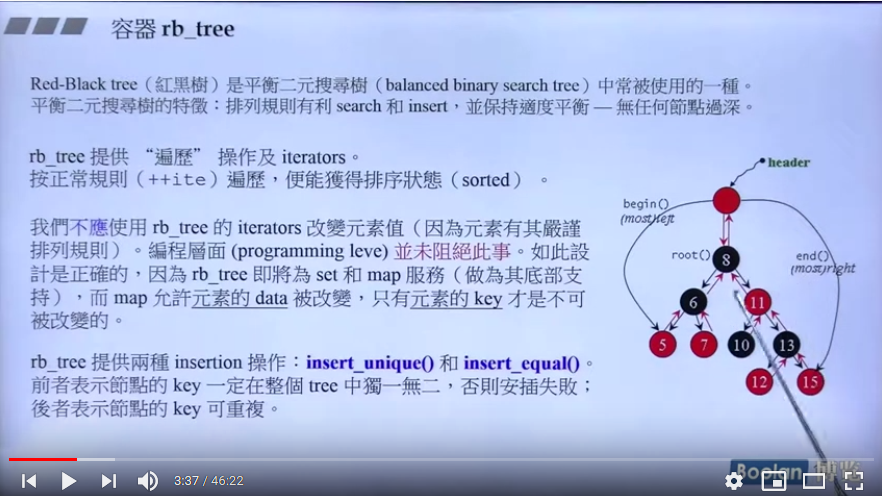 容器 rb_tree
Red-Black tree（紅黑樹）是平衡二元搜尋樹（balanced binary search tree）中常被使用的一種。
平衡二元搜尋樹的特徵：排列規則有利 search 和 insert，並保持適度平衡 — 無任何節點過深。
rb_tree 提供 “遍歷” 操作及 iterators。
按正常規則（++ite）遍歷，便能獲得排序狀態（sorted） 。
我們不應使用 rb_tree 的 iterators 改變元素值（因為元素有其嚴謹
排列規則）。編程層面 (programming leve) 並未阻絕此事。如此設
計是正確的，因為 rb_tree 即將為 set 和 map 服務（做為其底部支
持），而 map 允許元素的 data 被改變，只有元素的 key 才是不可
被改變的。
rb_tree 提供兩種 insertion 操作：insert_unique() 和 insert_equal()。
前者表示節點的 key 一定在整個 tree 中獨一無二，否則安插失敗；
後者表示節點的 key 可重複。
header
begin()
(most)left
root()
8
end()
(most)right
6
11
5
7
10
13
12
15
Boolan 博览
3:37 / 46:22